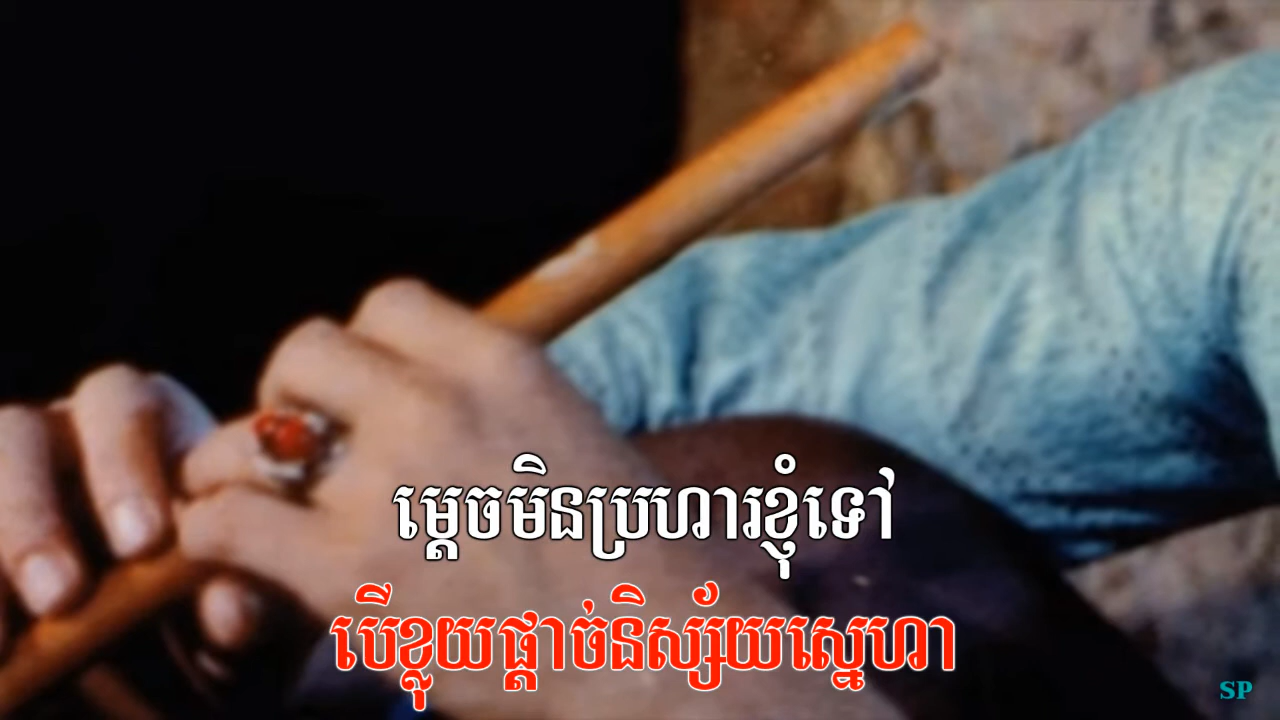 ម្ដេចមិនប្រហារខ្ញុំទៅ
បើខ្លុយផ្ដាច់និស្ស័យស្នេហា
SP